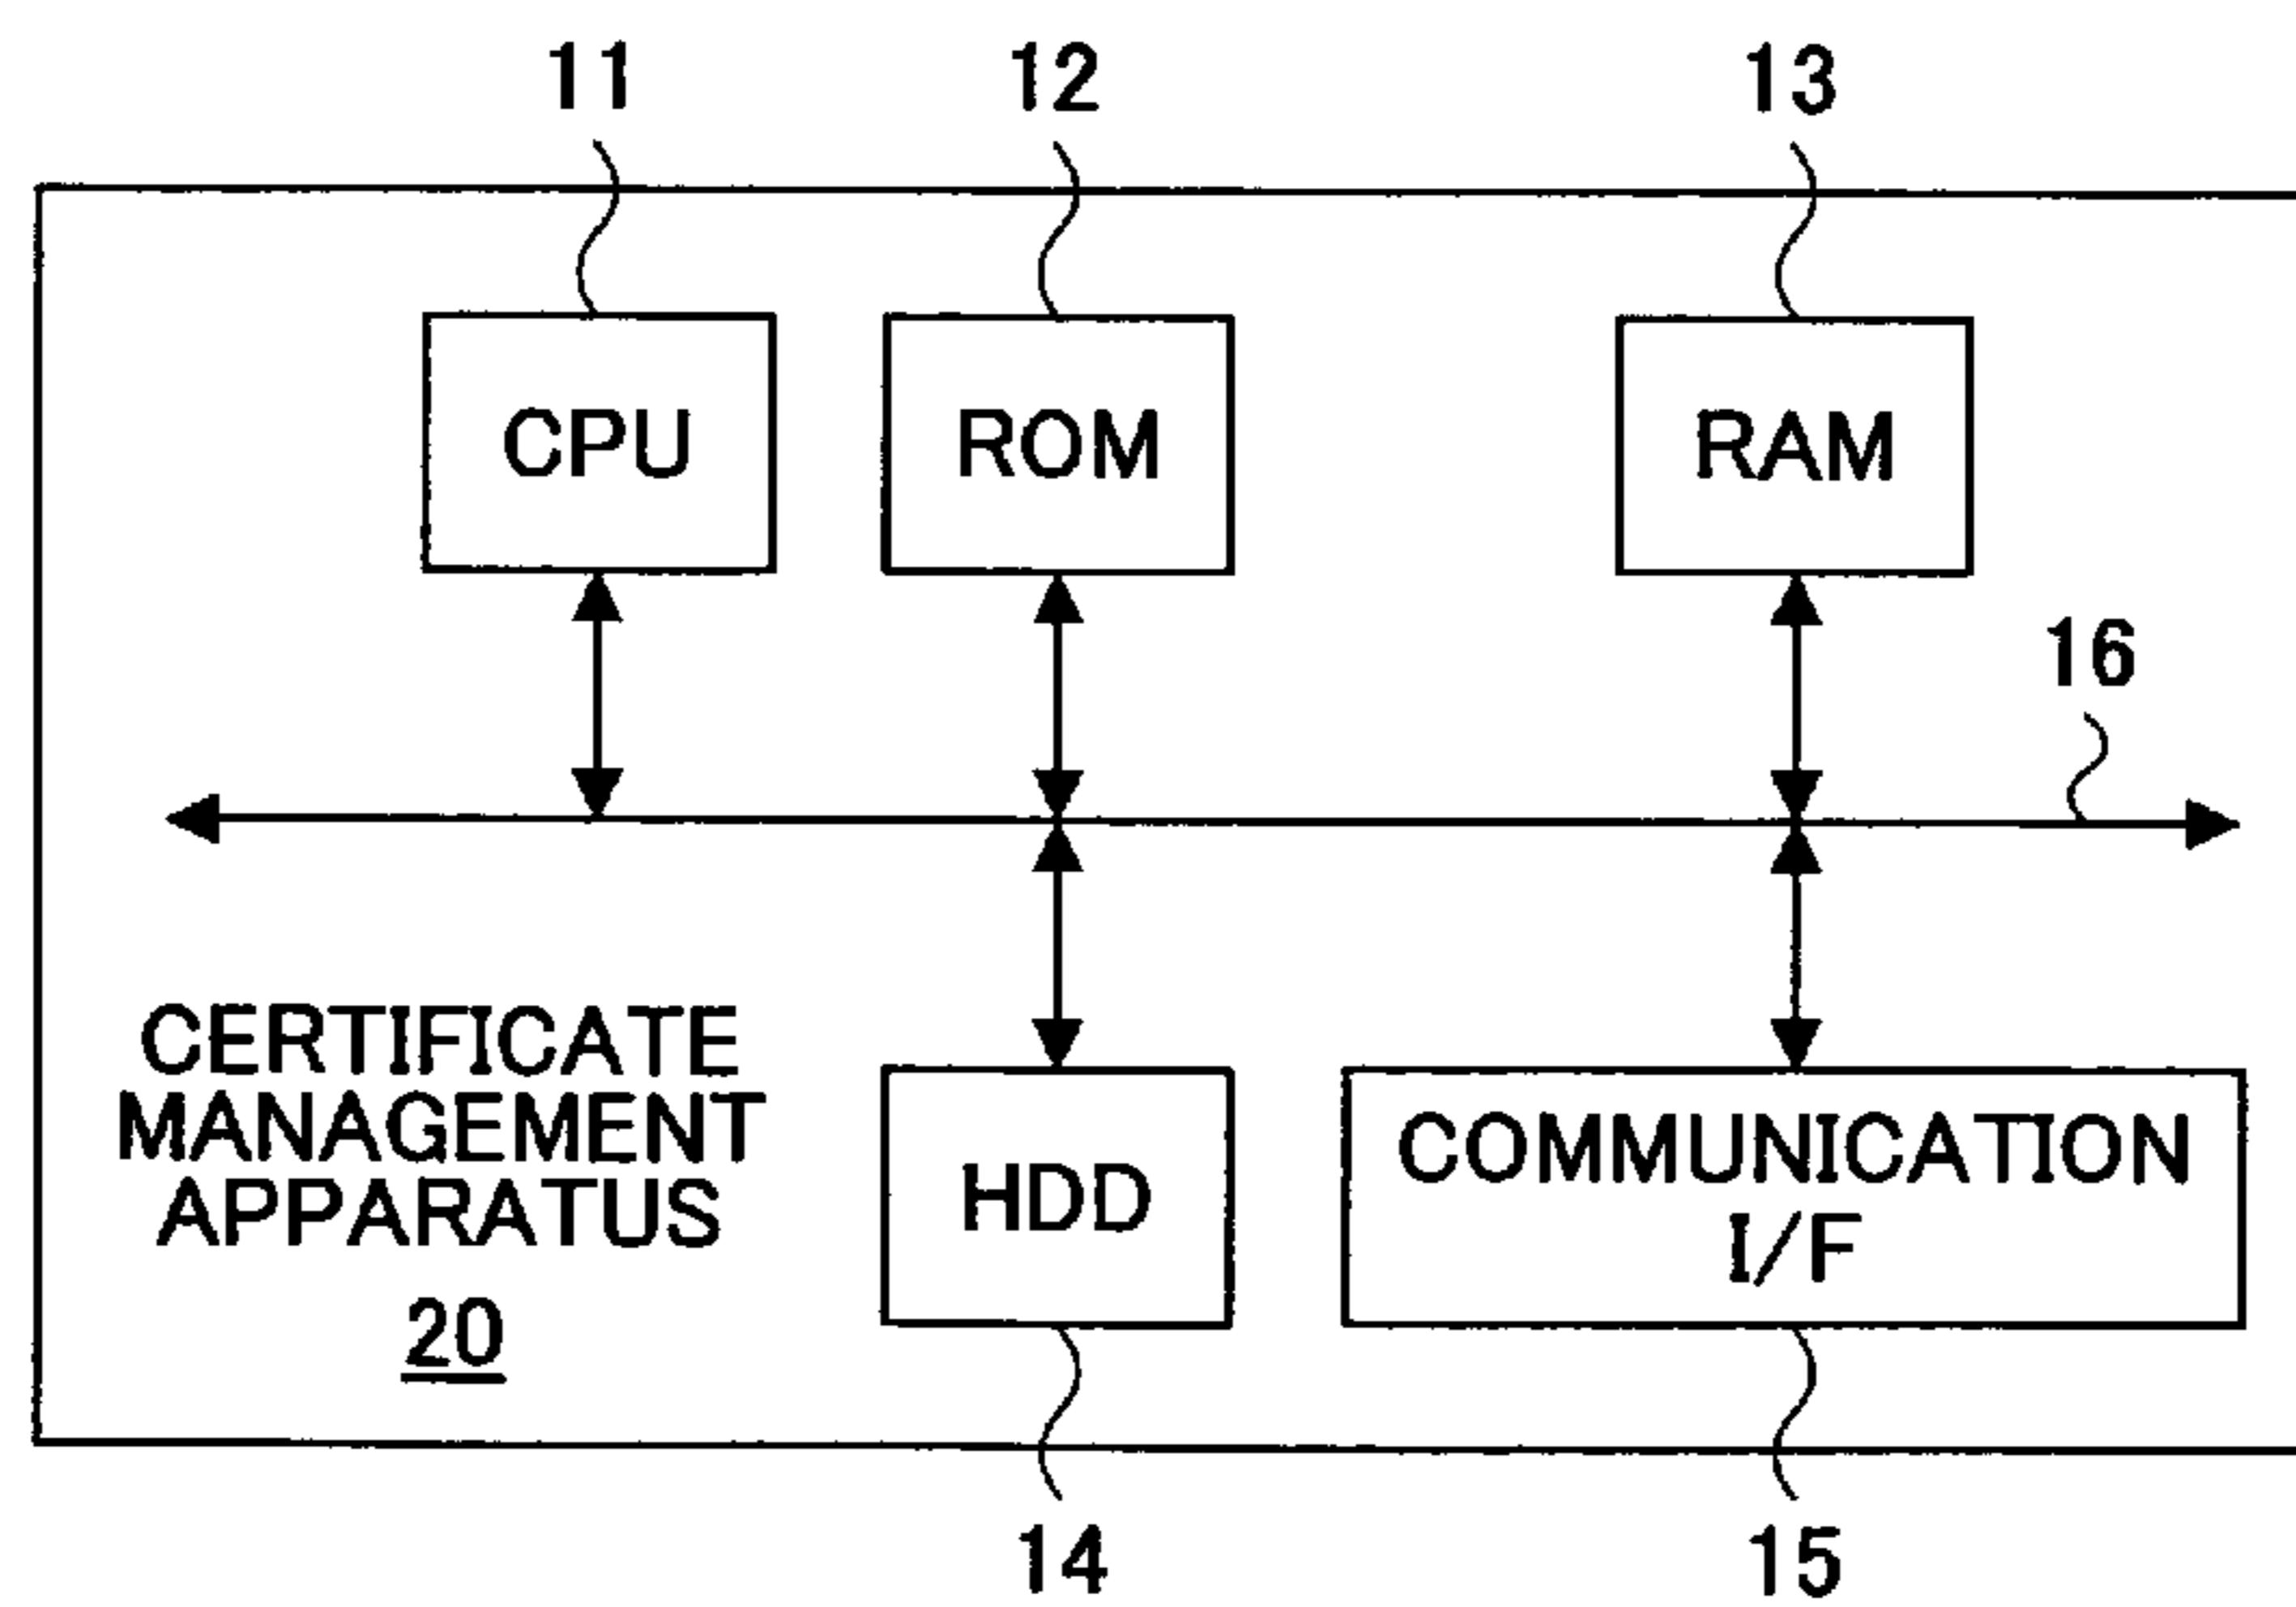 11
12
13
CPU
ROM
RAM
16
CERTIFICATE
MANAGEMENT
APPARATUS
20
HDD
COMMUNICATION
I/F
14
15